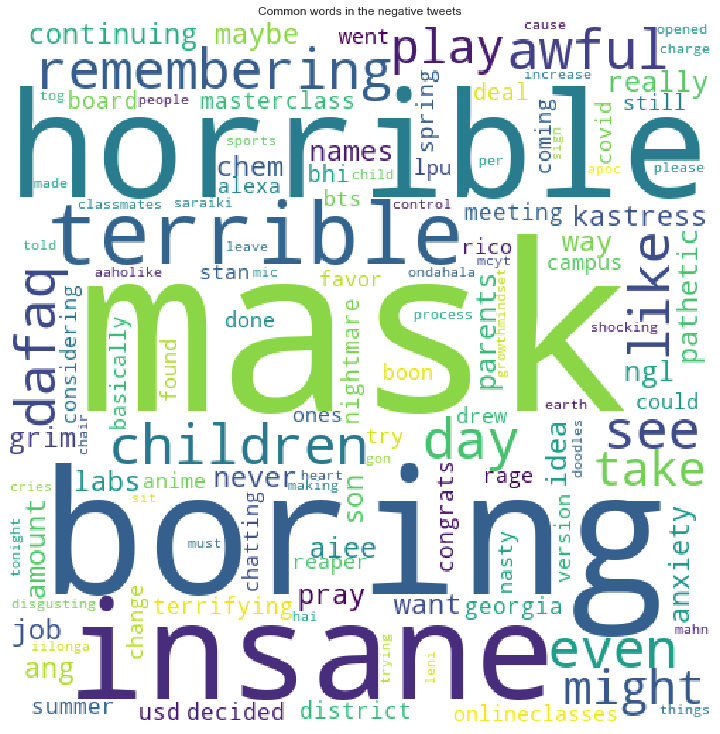 Common words in the negative tweets
continuing maybe went play awful cause opened charge
remembering increase really
tog board people masterclass spring deal still
horrible
sports names coming sign covid
made chem bhi child lpu per apoc please
alexa bts
classmates saraiki control meeting kastress
terrible
told leave rico way
aaholike stan mic ondahala mcyt campus
dafaq favor like pathetic
mask
considering basically found done nightmare process parents growthmindset shocking
boon ngl
ones drew earth could
grim chair children try day see
labs anime never heart gon son rage idea take
cries sit making congrats doodles
boring
tonight amount chatting aiee nasty version anxiety
must reaper
disgusting terrifying pray want georgia
iilonga change hai mahn
job insane even
ang trying leni might
summer usd decided district onlineclasses things